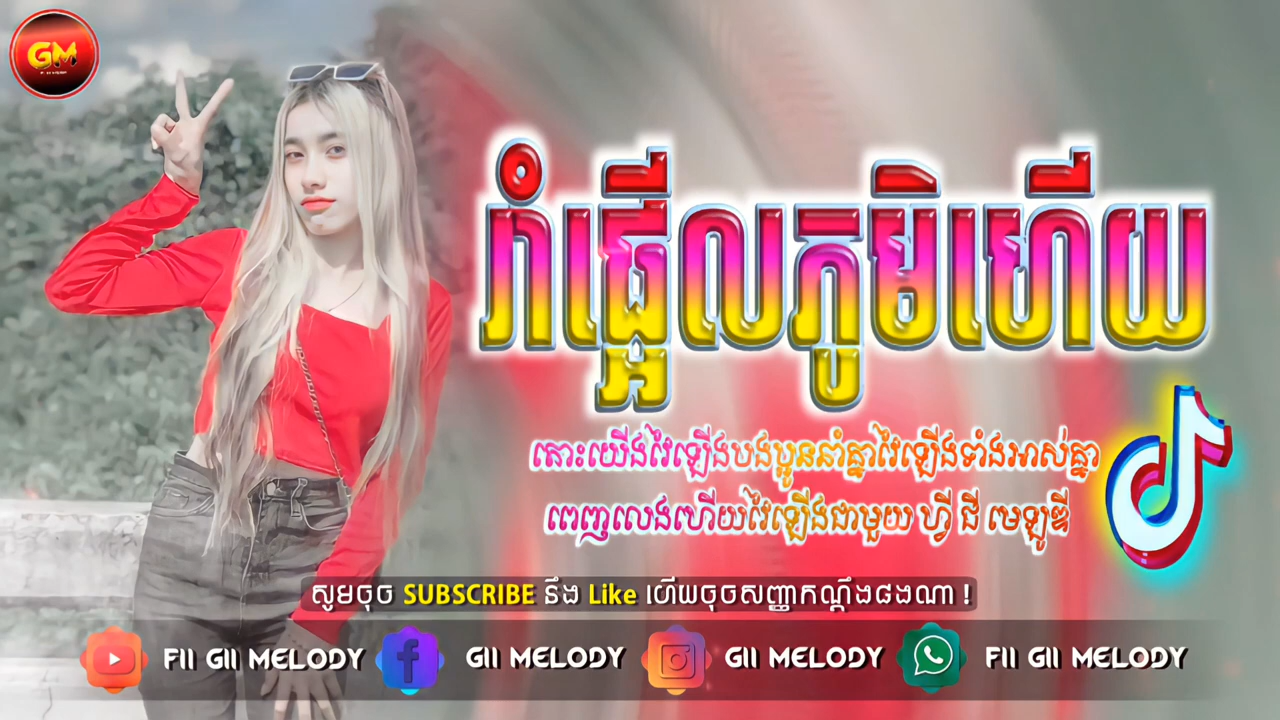 GM
រាំផ្អើលភូមិហើយ
តោះយើងវៃឡើងបងប្អូននាំគ្នាវៃឡើងទាំងអស់គ្នា
ពេញលេងហើយវៃឡើងជាមួយ ហ្វី ជី មេឡូឌី
សូមចុច SUBSCRIBE នឹង Like ហើយចុចសញ្ញាកណ្ដឹងផងណា !
FII GII MELODY GII MELODY GII MELODY FII GII MELODY